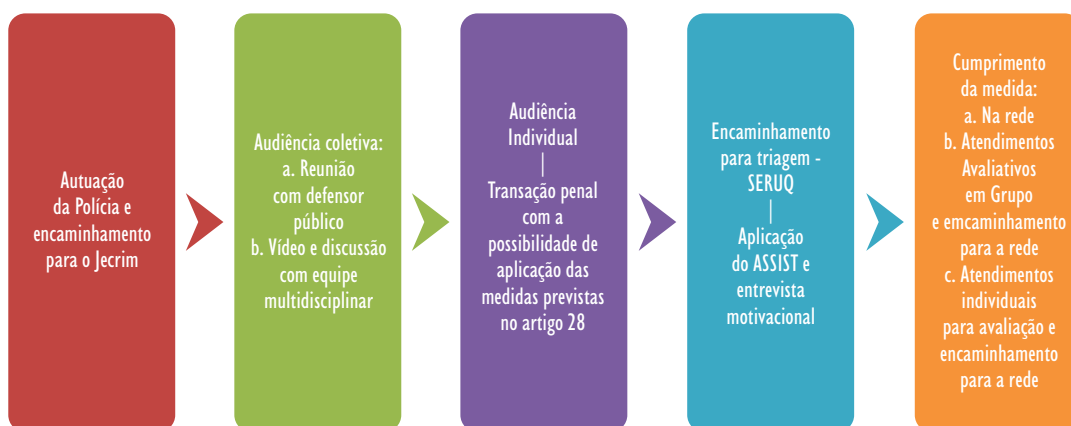 Autuação
da Polícia e
encaminhamento
para o Jecrim
Audiência coletiva:
a. Reunião
com defensor
público
b. Vídeo e discussão
com equipe
multidisciplinar
Audiência
Individual
Transação penal
com a
possibilidade de
aplicação das
medidas previstas
no artigo 28
Encaminhamento
para triagem -
SERUQ
Aplicação
do ASSIST e
entrevista
motivacional
Cumprimento
da medida:
a. Na rede
b. Atendimentos
Avaliativos
em Grupo
e emcaminhamento
para a rede
c. Atendimentos
individuais
para avaliação e
encaminhamento
para a rede